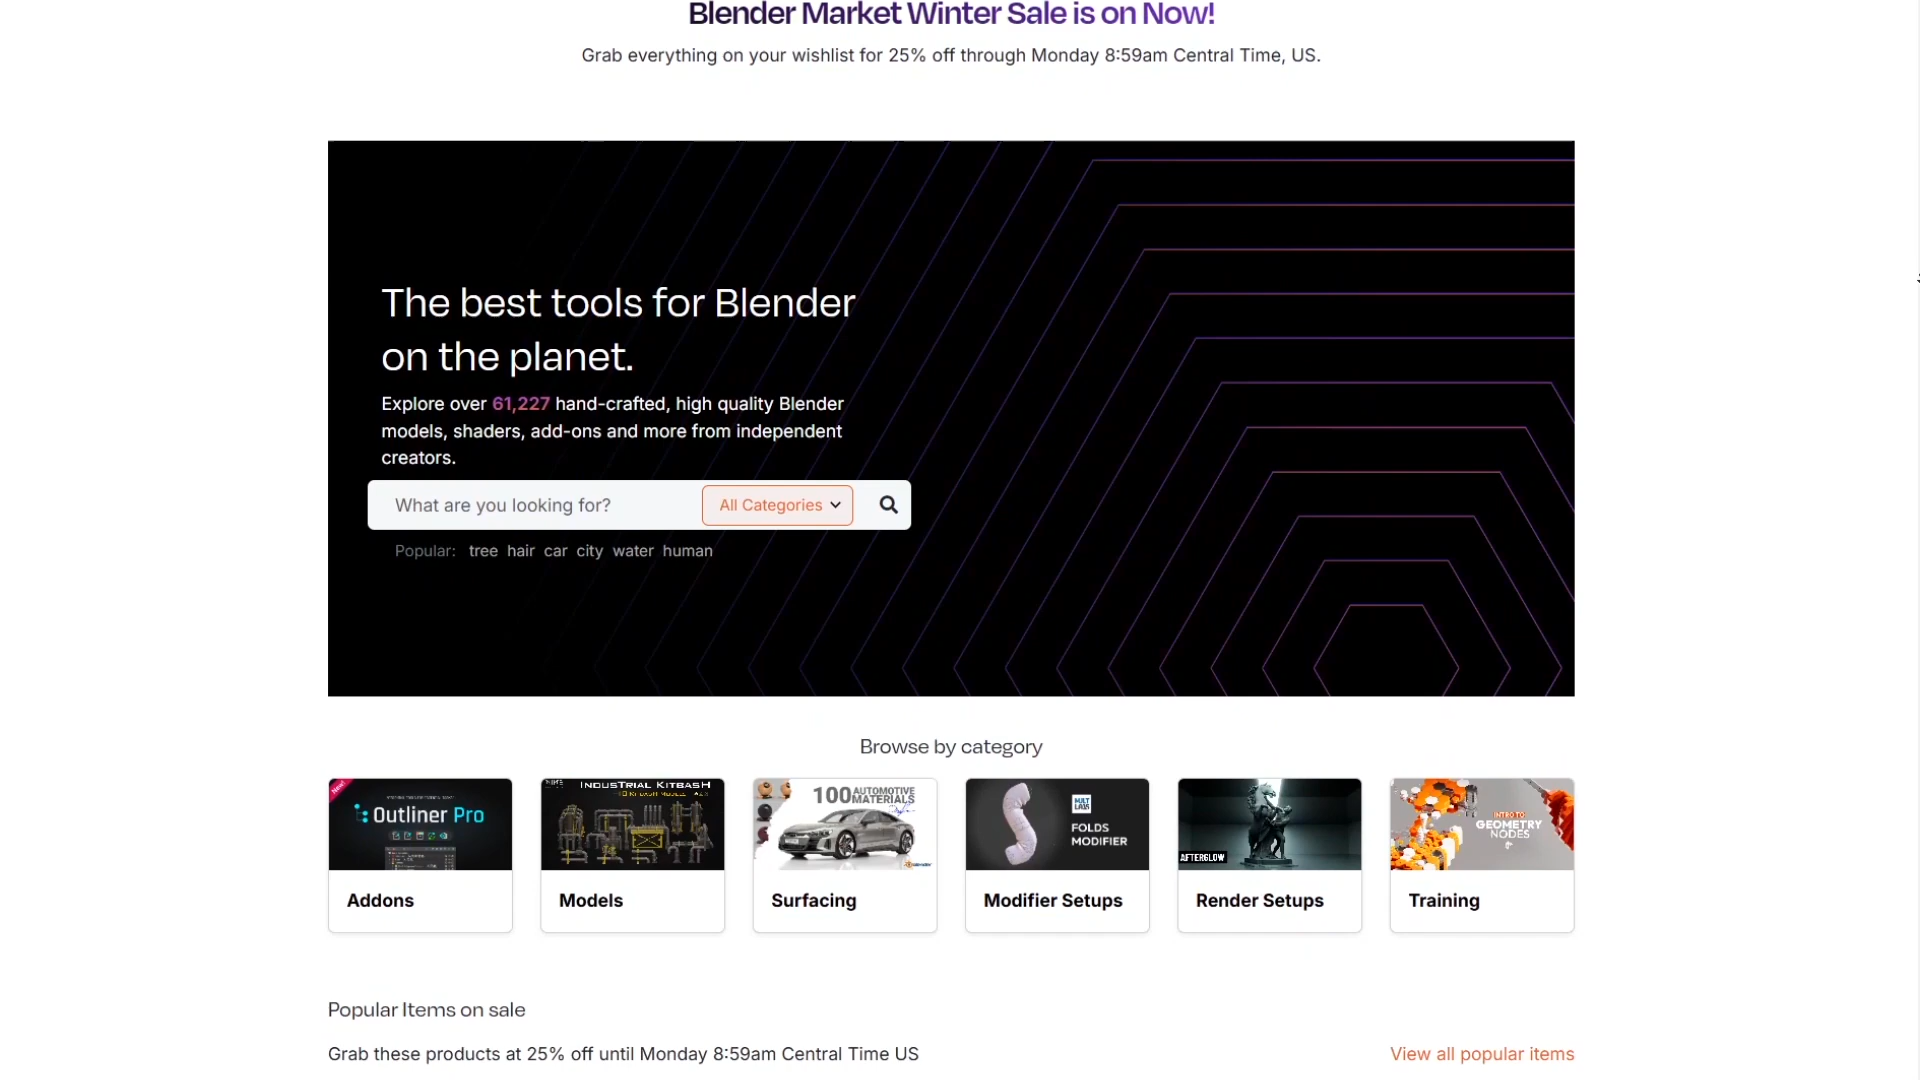 Blender Market Winter Sale is on Now!
Grab everything on your wishlist for 25% off through Monday 8:59am Central Time, US.
The best tools for Blender
on the planet.
Explore over 61,227 hand-crafted, high quality Blender
models, shaders, add-ons and more from independent
creators.
What are you looking for?
All Categories
Popular: tree hair car city water human
Browse by category
New!
Outliner Pro
INDUSTRIAL KITBASH
100 AUTOMOTIVE
MATERIALS
blender
FOLDS
MODIFIER
AFTERGLOW
INTRO TO
GEOMETRY
NODES
Addons
Models
Surfacing
Modifier Setups
Render Setups
Training
Popular Items on sale
Grab these products at 25% off until Monday 8:59am Central Time US
View all popular items